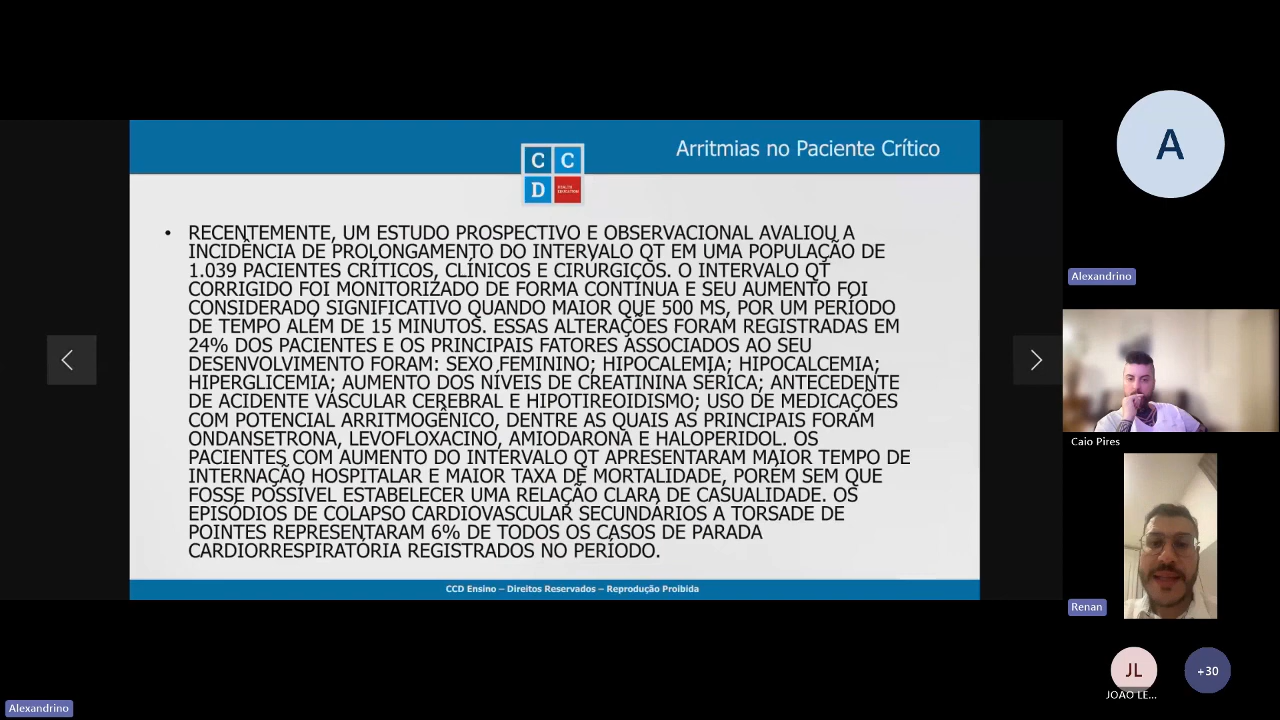 Arritmias no Paciente Crítico
C C
D
• RECENTEMENTE, UM ESTUDO PROSPECTIVO E OBSERVACIONAL AVALIOU A
INCIDÊNCIA DE PROLONGAMENTO DO INTERVALO QT EM UMA POPULAÇÃO DE
1.039 PACIENTES CRÍTICOS, CLÍNICOS E CIRÚRGICOS. O INTERVALO QT
CORRIGIDO FOI MONITORIZADO DE FORMA CONTÍNUA E SEU AUMENTO FOI
CONSIDERADO SIGNIFICATIVO QUANDO MAIOR QUE 500 MS, POR UM PERÍODO
DE TEMPO ALÉM DE 15 MINUTOS. ESSAS ALTERAÇÕES FORAM REGISTRADAS EM
24% DOS PACIENTES E OS PRINCIPAIS FATORES ASSOCIADOS AO SEU
DESENVOLVIMENTO FORAM: SEXO FEMININO; HIPOCALEMIA; HIPOCALCEMIA;
HIPERGLICEMIA; AUMENTO DOS NÍVEIS DE CREATININA SÉRICA; ANTECEDENTE
DE ACIDENTE VASCULAR CEREBRAL E HIPOTIREOIDISMO; USO DE MEDICAÇÕES
COM POTENCIAL ARRITMOGÊNICO, DENTRE AS QUAIS AS PRINCIPAIS FORAM
ONDANSETRONA, LEVOFLOXACINO, AMIODARONA E HALOPERIDOL. OS
PACIENTES COM AUMENTO DO INTERVALO QT APRESENTARAM MAIOR TEMPO DE
INTERNAÇÃO HOSPITALAR E MAIOR TAXA DE MORTALIDADE, PORÉM SEM QUE
FOSSE POSSÍVEL ESTABELECER UMA RELAÇÃO CLARA DE CASUALIDADE. OS
EPISÓDIOS DE COLAPSO CARDIOVASCULAR SECUNDÁRIOS A TORSADE DE
POINTES REPRESENTARAM 6% DE TODOS OS CASOS DE PARADA
CARDIORRESPIRATÓRIA REGISTRADOS NO PERÍODO.
CCD Ensino – Direitos Reservados – Reprodução Proibida
A
Alexandrino
Caio Pires
Renan
JL
+30
JOAO LE...
Alexandrino